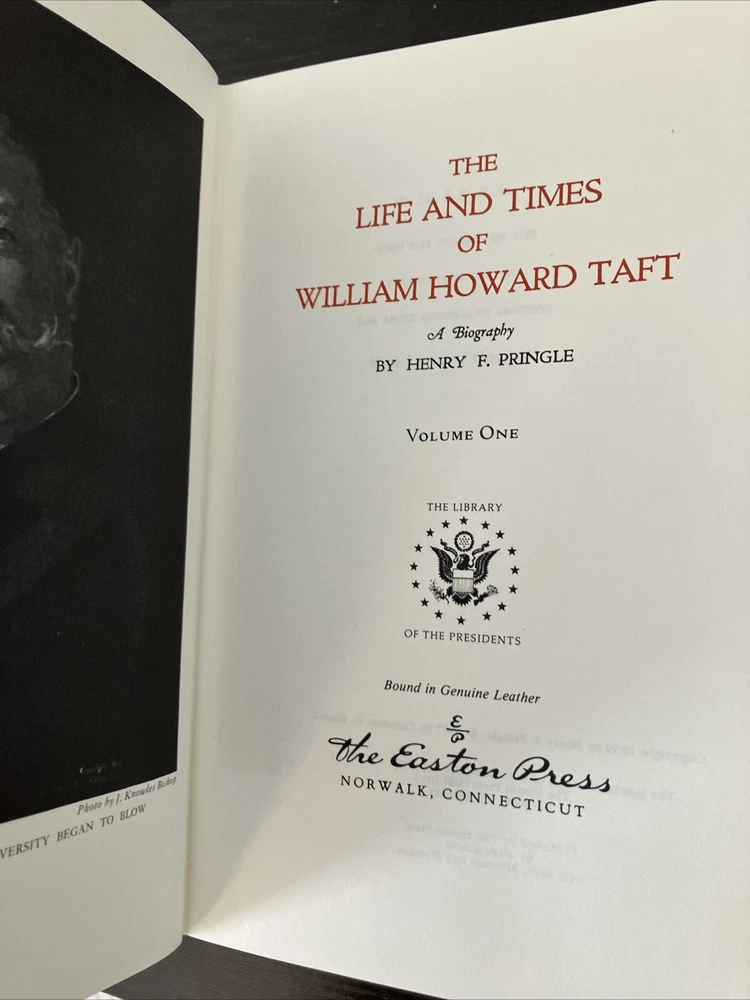 Photo by J. Knowles Bishop
VERSITY BEGAN TO BLOW
THE
LIFE AND TIMES
OF
WILLIAM HOWARD TAFT
A Biography
BY HENRY F. PRINGLE
VOLUME ONE
THE LIBRARY
OF THE PRESIDENTS
Bound in Genuine Leather
E
P
The Easton Press
NORWALK, CONNECTICUT